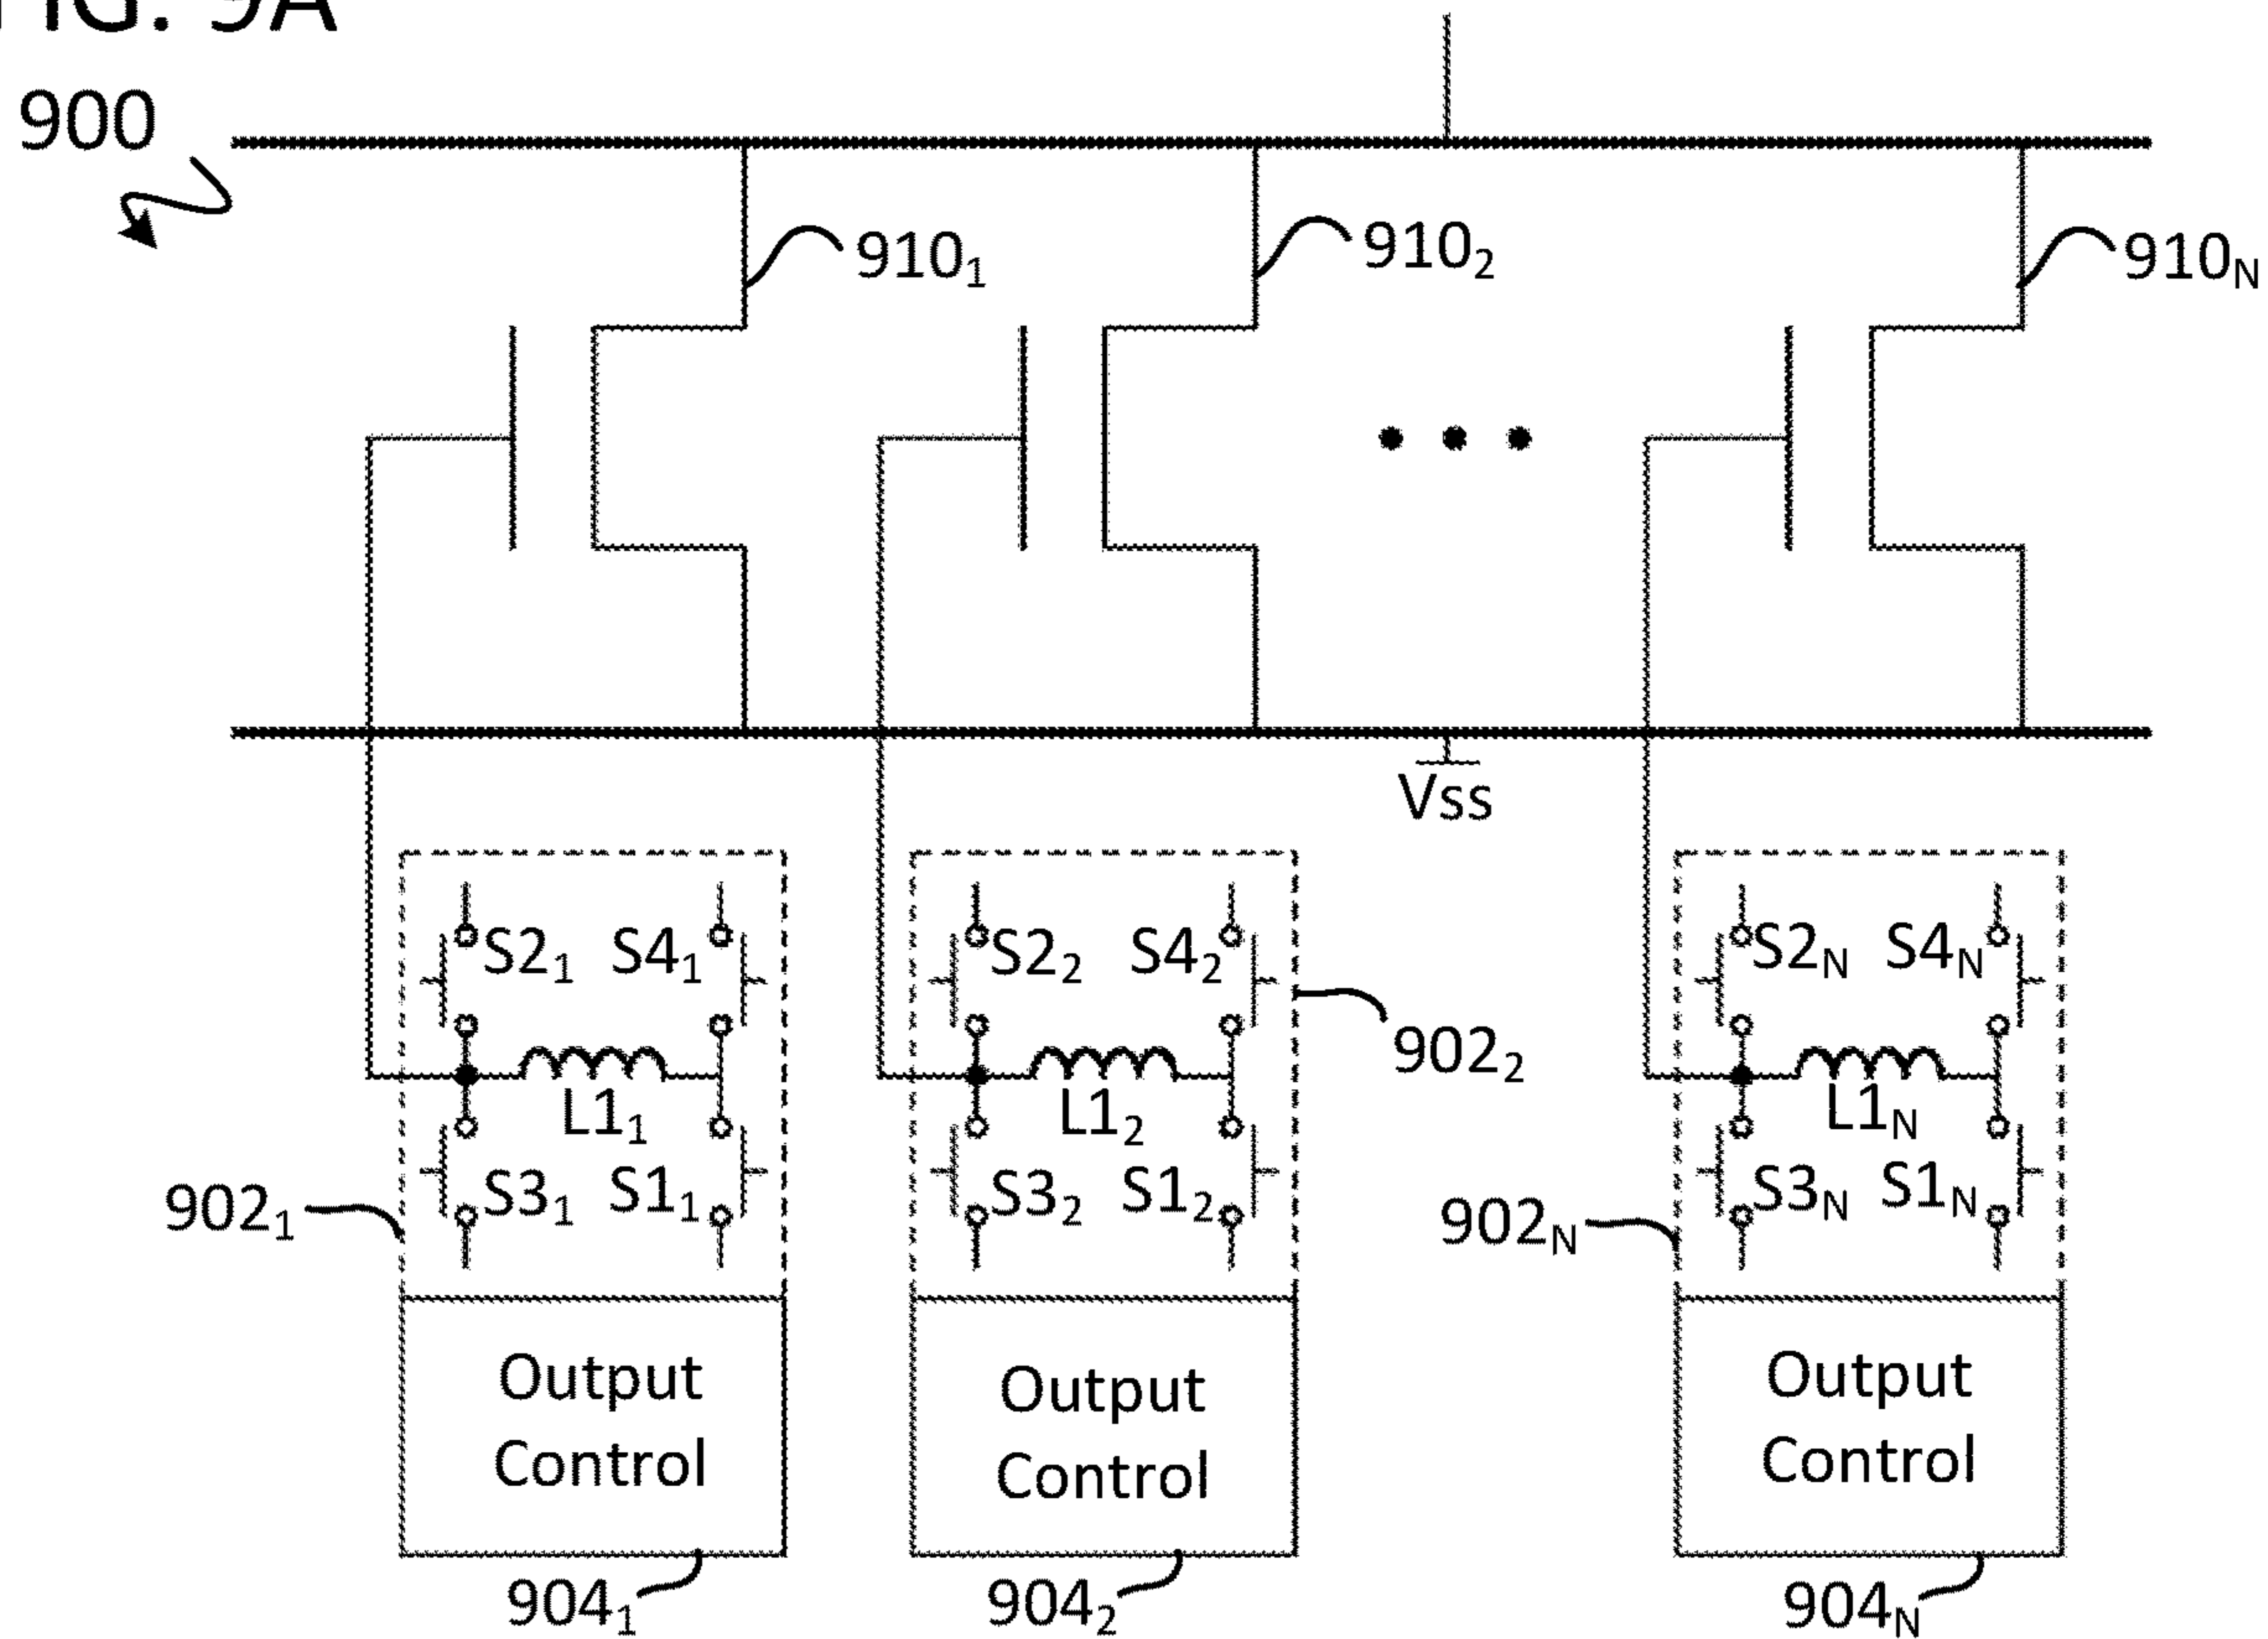 FIG. 9A
900
910₁
910₂
910N
Vss
S2₁ S4₁
S2₂ S4₂
S2N S4N
902₂
L1₁
L1₂
L1N
S3₁ S1₁
S3₂ S1₂
S3N S1N
902₁
902N
Output
Control
Output
Control
Output
Control
904₁
904₂
904N